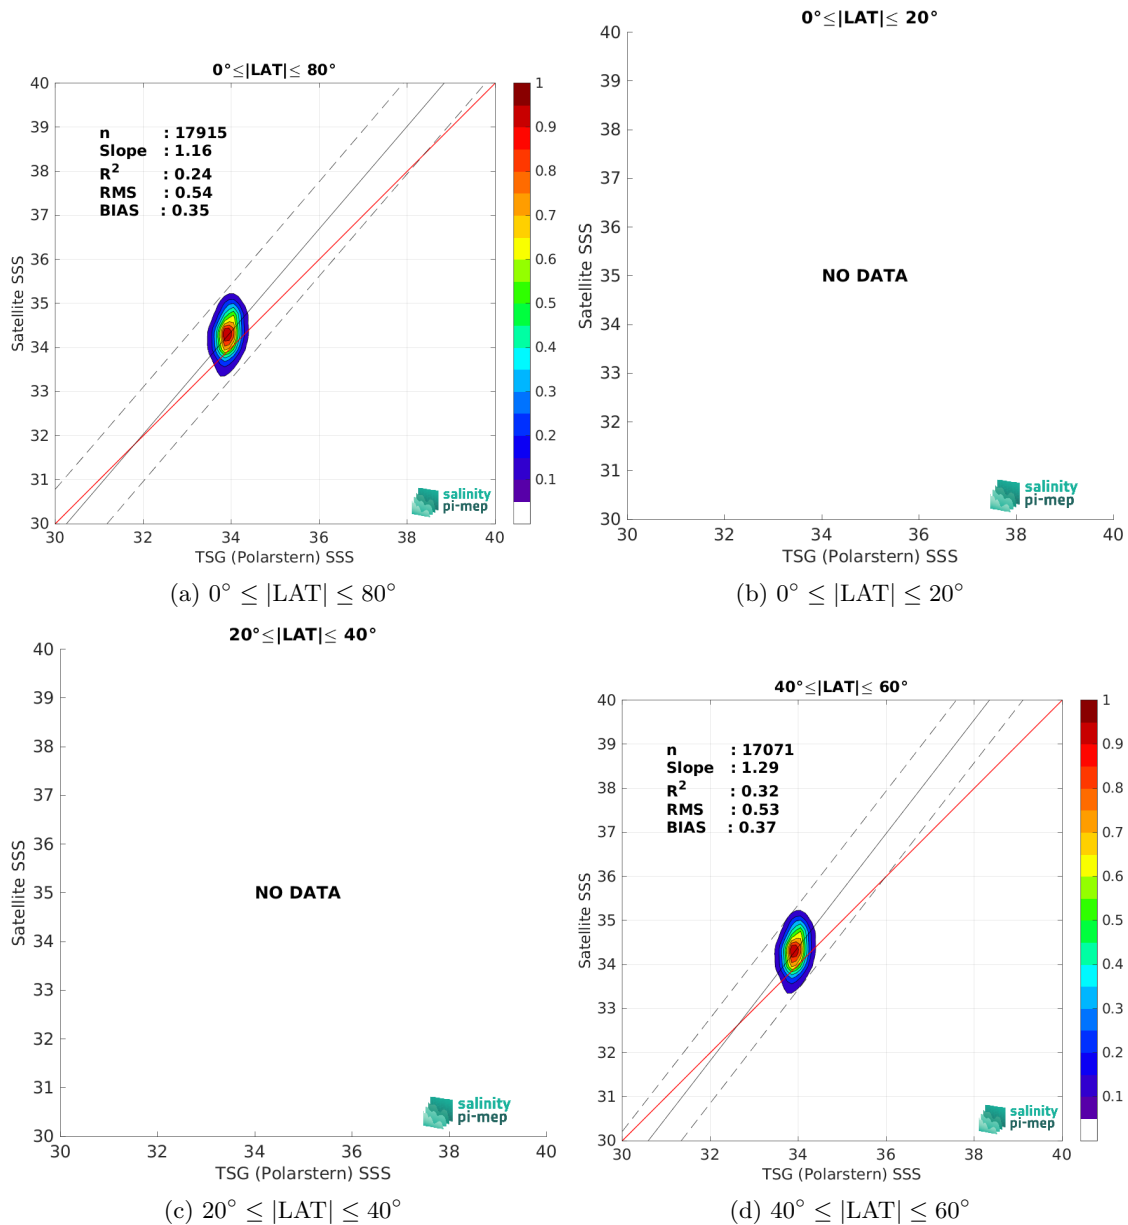 0°≤|LAT|≤ 80°
40
39
38
37
36
35
34
33
32
31
30
Satellite SSS
n : 17915
Slope : 1.16
R² : 0.24
RMS : 0.54
BIAS : 0.35
salinity
pi-mep
30 32 34 36 38 40
TSG (Polarstern) SSS
1
0.9
0.8
0.7
0.6
0.5
0.4
0.3
0.2
0.1
(a) 0° ≤ |LAT| ≤ 80°
0°≤|LAT|≤ 20°
40
39
38
37
36
35
34
33
32
31
30
Satellite SSS
NO DATA
salinity
pi-mep
30 32 34 36 38 40
TSG (Polarstern) SSS
(b) 0° ≤ |LAT| ≤ 20°
20°≤|LAT|≤ 40°
40
39
38
37
36
35
34
33
32
31
30
Satellite SSS
NO DATA
salinity
pi-mep
30 32 34 36 38 40
TSG (Polarstern) SSS
(c) 20° ≤ |LAT| ≤ 40°
40°≤|LAT|≤ 60°
40
39
38
37
36
35
34
33
32
31
30
Satellite SSS
n : 17071
Slope : 1.29
R² : 0.32
RMS : 0.53
BIAS : 0.37
salinity
pi-mep
30 32 34 36 38 40
TSG (Polarstern) SSS
1
0.9
0.8
0.7
0.6
0.5
0.4
0.3
0.2
0.1
(d) 40° ≤ |LAT| ≤ 60°